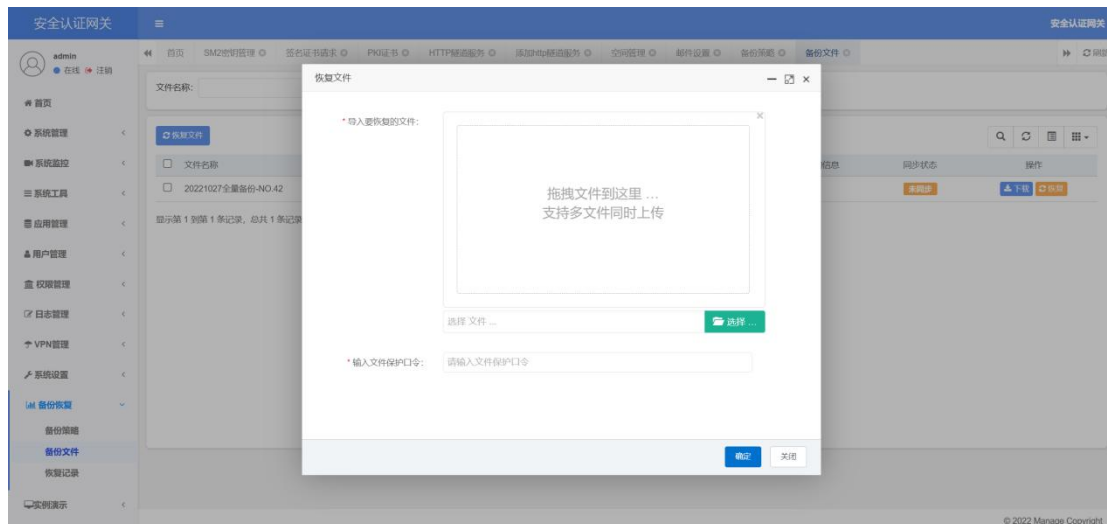 安全认证网关
安全认证网关
admin
在线 注销
首页 SM2密钥管理 签名证书请求 PKI证书 HTTP隧道服务 添加http隧道服务 空间管理 邮件设置 备份策略 备份文件
文件名称:
恢复文件
首页
系统管理
系统监控
系统工具
应用管理
用户管理
权限管理
日志管理
VPN管理
系统设置
备份恢复
备份策略
备份文件
恢复记录
实例演示
恢复文件
文件名称 信息 同步状态 操作
20221027全量备份-NO.42 未同步 下载 恢复
显示第 1 到第 1 条记录，总共 1 条记录
*导入要恢复的文件:
拖拽文件到这里 …
支持多文件同时上传
选择 文件 ...
选择 ...
*输入文件保护口令: 请输入文件保护口令
确定 关闭
© 2022 Manage Copyright